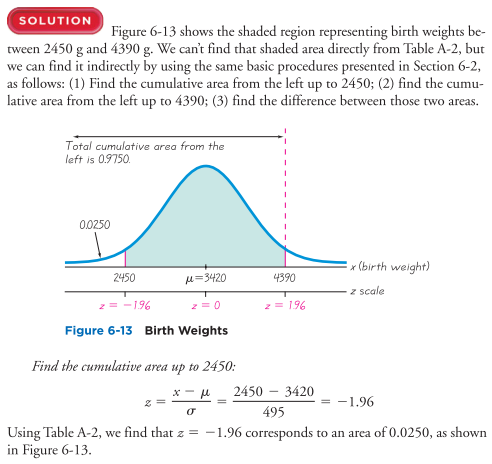 SOLUTION
Figure 6-13 shows the shaded region representing birth weights be-
tween 2450 g and 4390 g. We can't find that shaded area directly from Table A-2, but
we can find it indirectly by using the same basic procedures presented in Section 6-2,
as follows: (1) Find the cumulative area from the left up to 2450; (2) find the cumu-
lative area from the left up to 4390; (3) find the difference between those two areas.
Total cumulative area from the
left is 0.9750.
0.0250
x (birth weight)
2450 μ=3420 4390
z scale
z = −1.96 z = 0 z = 1.96
Figure 6-13 Birth Weights
Find the cumulative area up to 2450:
z = (x − μ)/σ = (2450 − 3420)/495 = −1.96
Using Table A-2, we find that z = −1.96 corresponds to an area of 0.0250, as shown
in Figure 6-13.